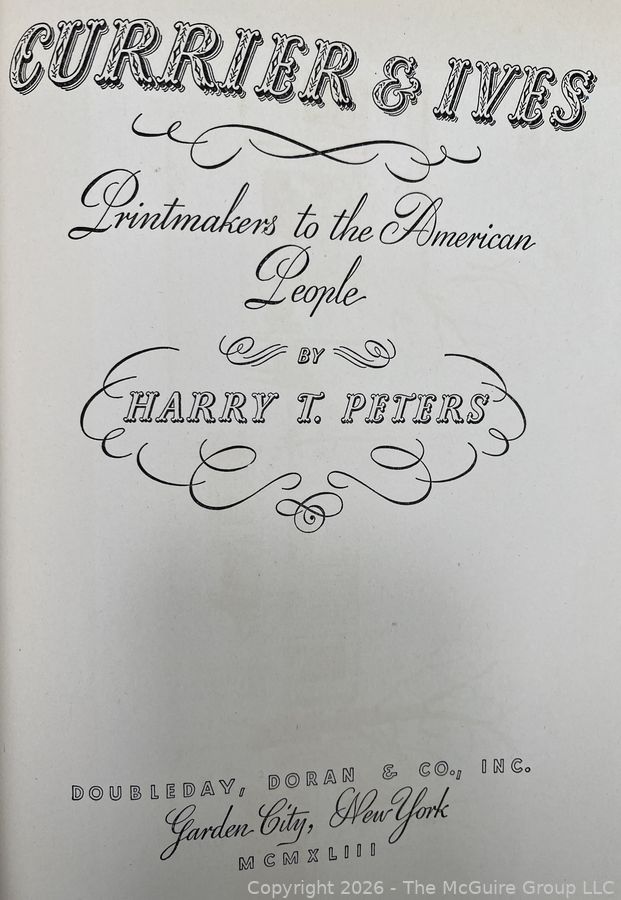 CURRIER & IVES
Printmakers to the American
People
BY
HARRY T. PETERS
DOUBLEDAY, DORAN & CO., INC.
Garden City, New York
MCMXLIII
Copyright 2026 - The McGuire Group LLC